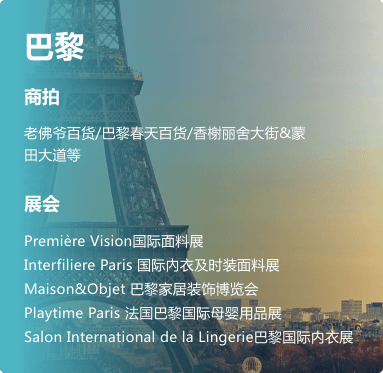 巴黎
商拍
老佛爷百货/巴黎春天百货/香榭丽舍大街&蒙
田大道等
展会
Première Vision国际面料展
Interfiliere Paris 国际内衣及时装面料展
Maison&Objet 巴黎家居装饰博览会
Playtime Paris 法国巴黎国际母婴用品展
Salon International de la Lingerie巴黎国际内衣展